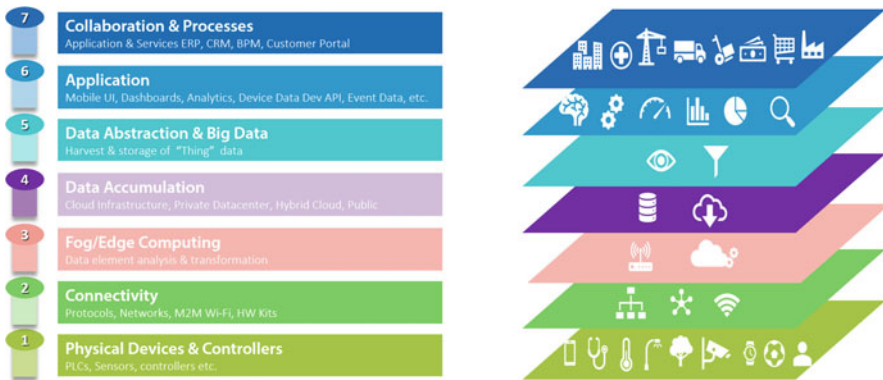 7
Collaboration & Processes
Application & Services ERP, CRM, BPM, Customer Portal
6
Application
Mobile UI, Dashboards, Analytics, Device Data Dev API, Event Data, etc.
5
Data Abstraction & Big Data
Harvest & storage of "Thing" data
4
Data Accumulation
Cloud Infrastructure, Private Datacenter, Hybrid Cloud, Public
3
Fog/Edge Computing
Data element analysis & transformation
2
Connectivity
Protocols, Networks, M2M Wi-Fi, HW Kits
1
Physical Devices & Controllers
PLCs, Sensors, controllers etc.